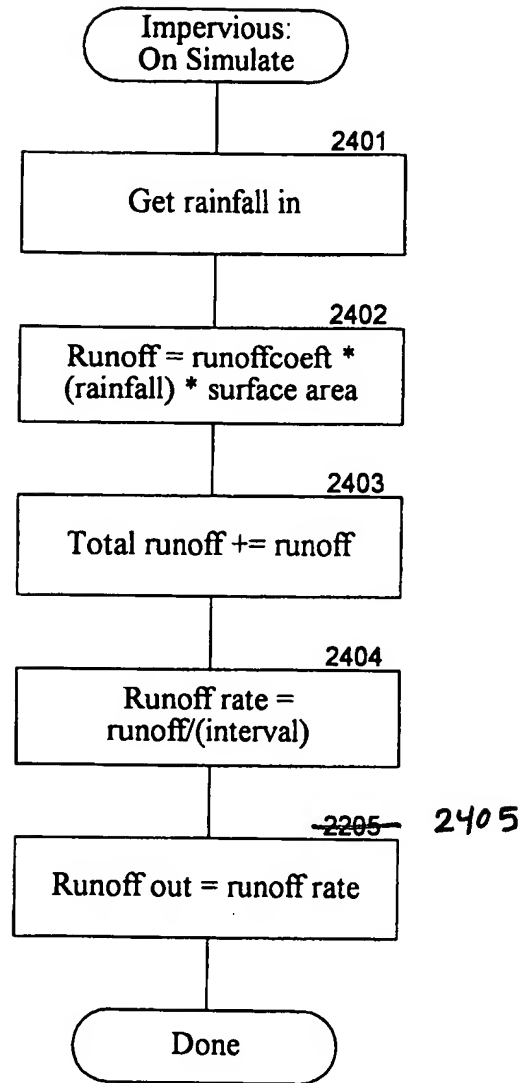 Impervious:
On Simulate
2401
Get rainfall in
2402
Runoff = runoffcoeft *
(rainfall) * surface area
2403
Total runoff += runoff
2404
Runoff rate =
runoff/(interval)
2205 2405
Runoff out = runoff rate
Done